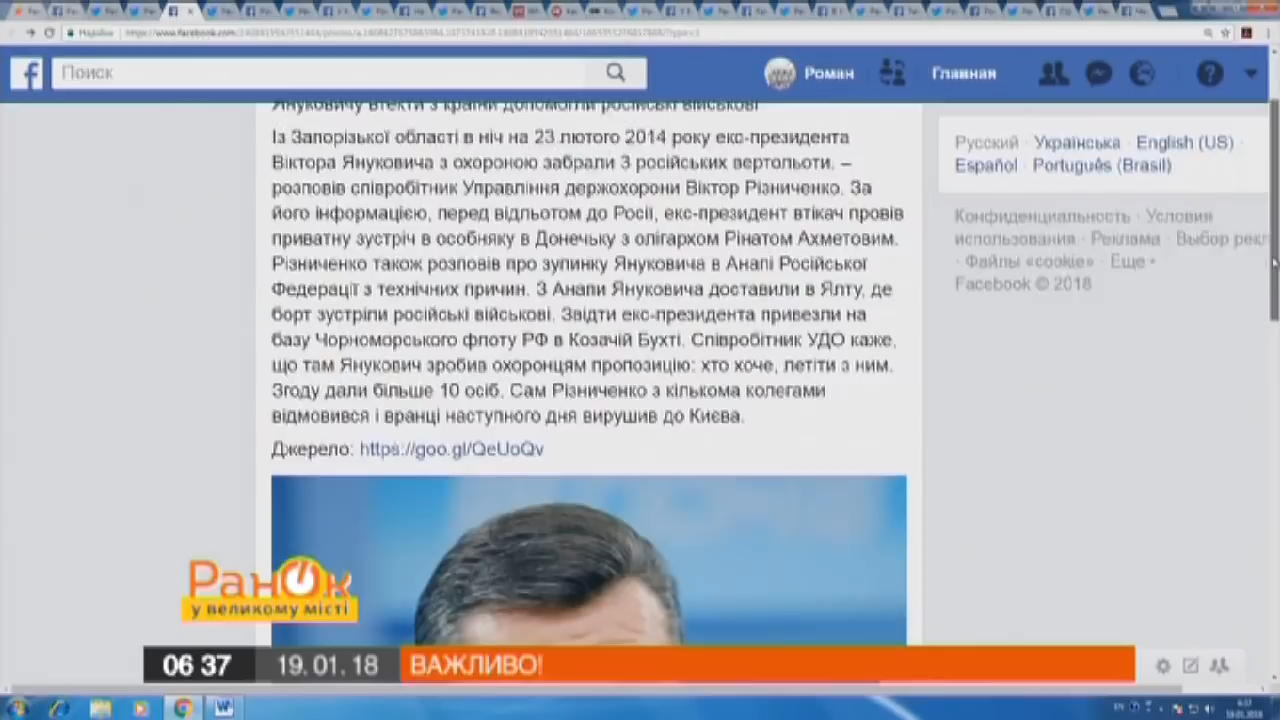 Поиск
Роман
Главная
Януковичу втекти з країни допомогли російські військові
Із Запорізької області в ніч на 23 лютого 2014 року екс-президента
Віктора Януковича з охороною забрали 3 російських вертольоти. –
розповів співробітник Управління держохорони Віктор Різниченко. За
його інформацією, перед відльотом до Росії, екс-президент втікач провів
приватну зустріч в особняку в Донечьку з олігархом Рінатом Ахметовим.
Різниченко також розповів про зупинку Януковича в Анапі Російської
Федерації з технічних причин. З Анапи Януковича доставили в Ялту, де
борт зустріли російські військові. Звідти екс-президента привезли на
базу Чорноморського флоту РФ в Козачій Бухті. Співробітник УДО каже,
що там Янукович зробив охоронцям пропозицію: хто хоче, летіти з ним.
Згоду дали більше 10 осіб. Сам Різниченко з кількома колегами
відмовився і вранці наступного дня вирушив до Києва.
Джерело: https://goo.gl/QeUoQv
Русский · Українська · English (US) ·
Español · Português (Brasil)
Конфиденциальность · Условия
использования · Реклама · Выбор рекл
· Файлы «cookie» · Еще
Facebook © 2018
Ранок
у великому місті
06 37
19.01.18
ВАЖЛИВО!